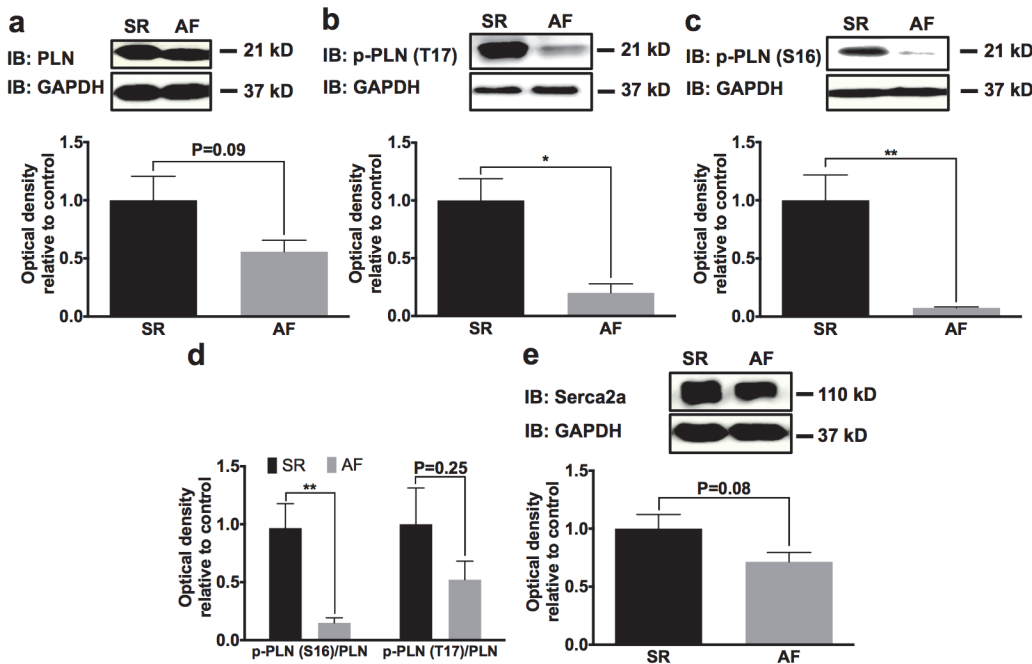 a
SR AF
IB: PLN
21 kD
IB: GAPDH
37 kD
Optical density
relative to control
1.5
1.0
0.5
0.0
P=0.09
SR AF
b
SR AF
IB: p-PLN (T17)
21 kD
IB: GAPDH
37 kD
Optical density
relative to control
1.5
1.0
0.5
0.0
*
SR AF
c
SR AF
IB: p-PLN (S16)
21 kD
IB: GAPDH
37 kD
Optical density
relative to control
1.5
1.0
0.5
0.0
**
SR AF
d
SR AF
Optical density
relative to control
1.5
1.0
0.5
0.0
**
P=0.25
p-PLN (S16)/PLN p-PLN (T17)/PLN
e
SR AF
IB: Serca2a
110 kD
IB: GAPDH
37 kD
Optical density
relative to control
1.5
1.0
0.5
0.0
P=0.08
SR AF